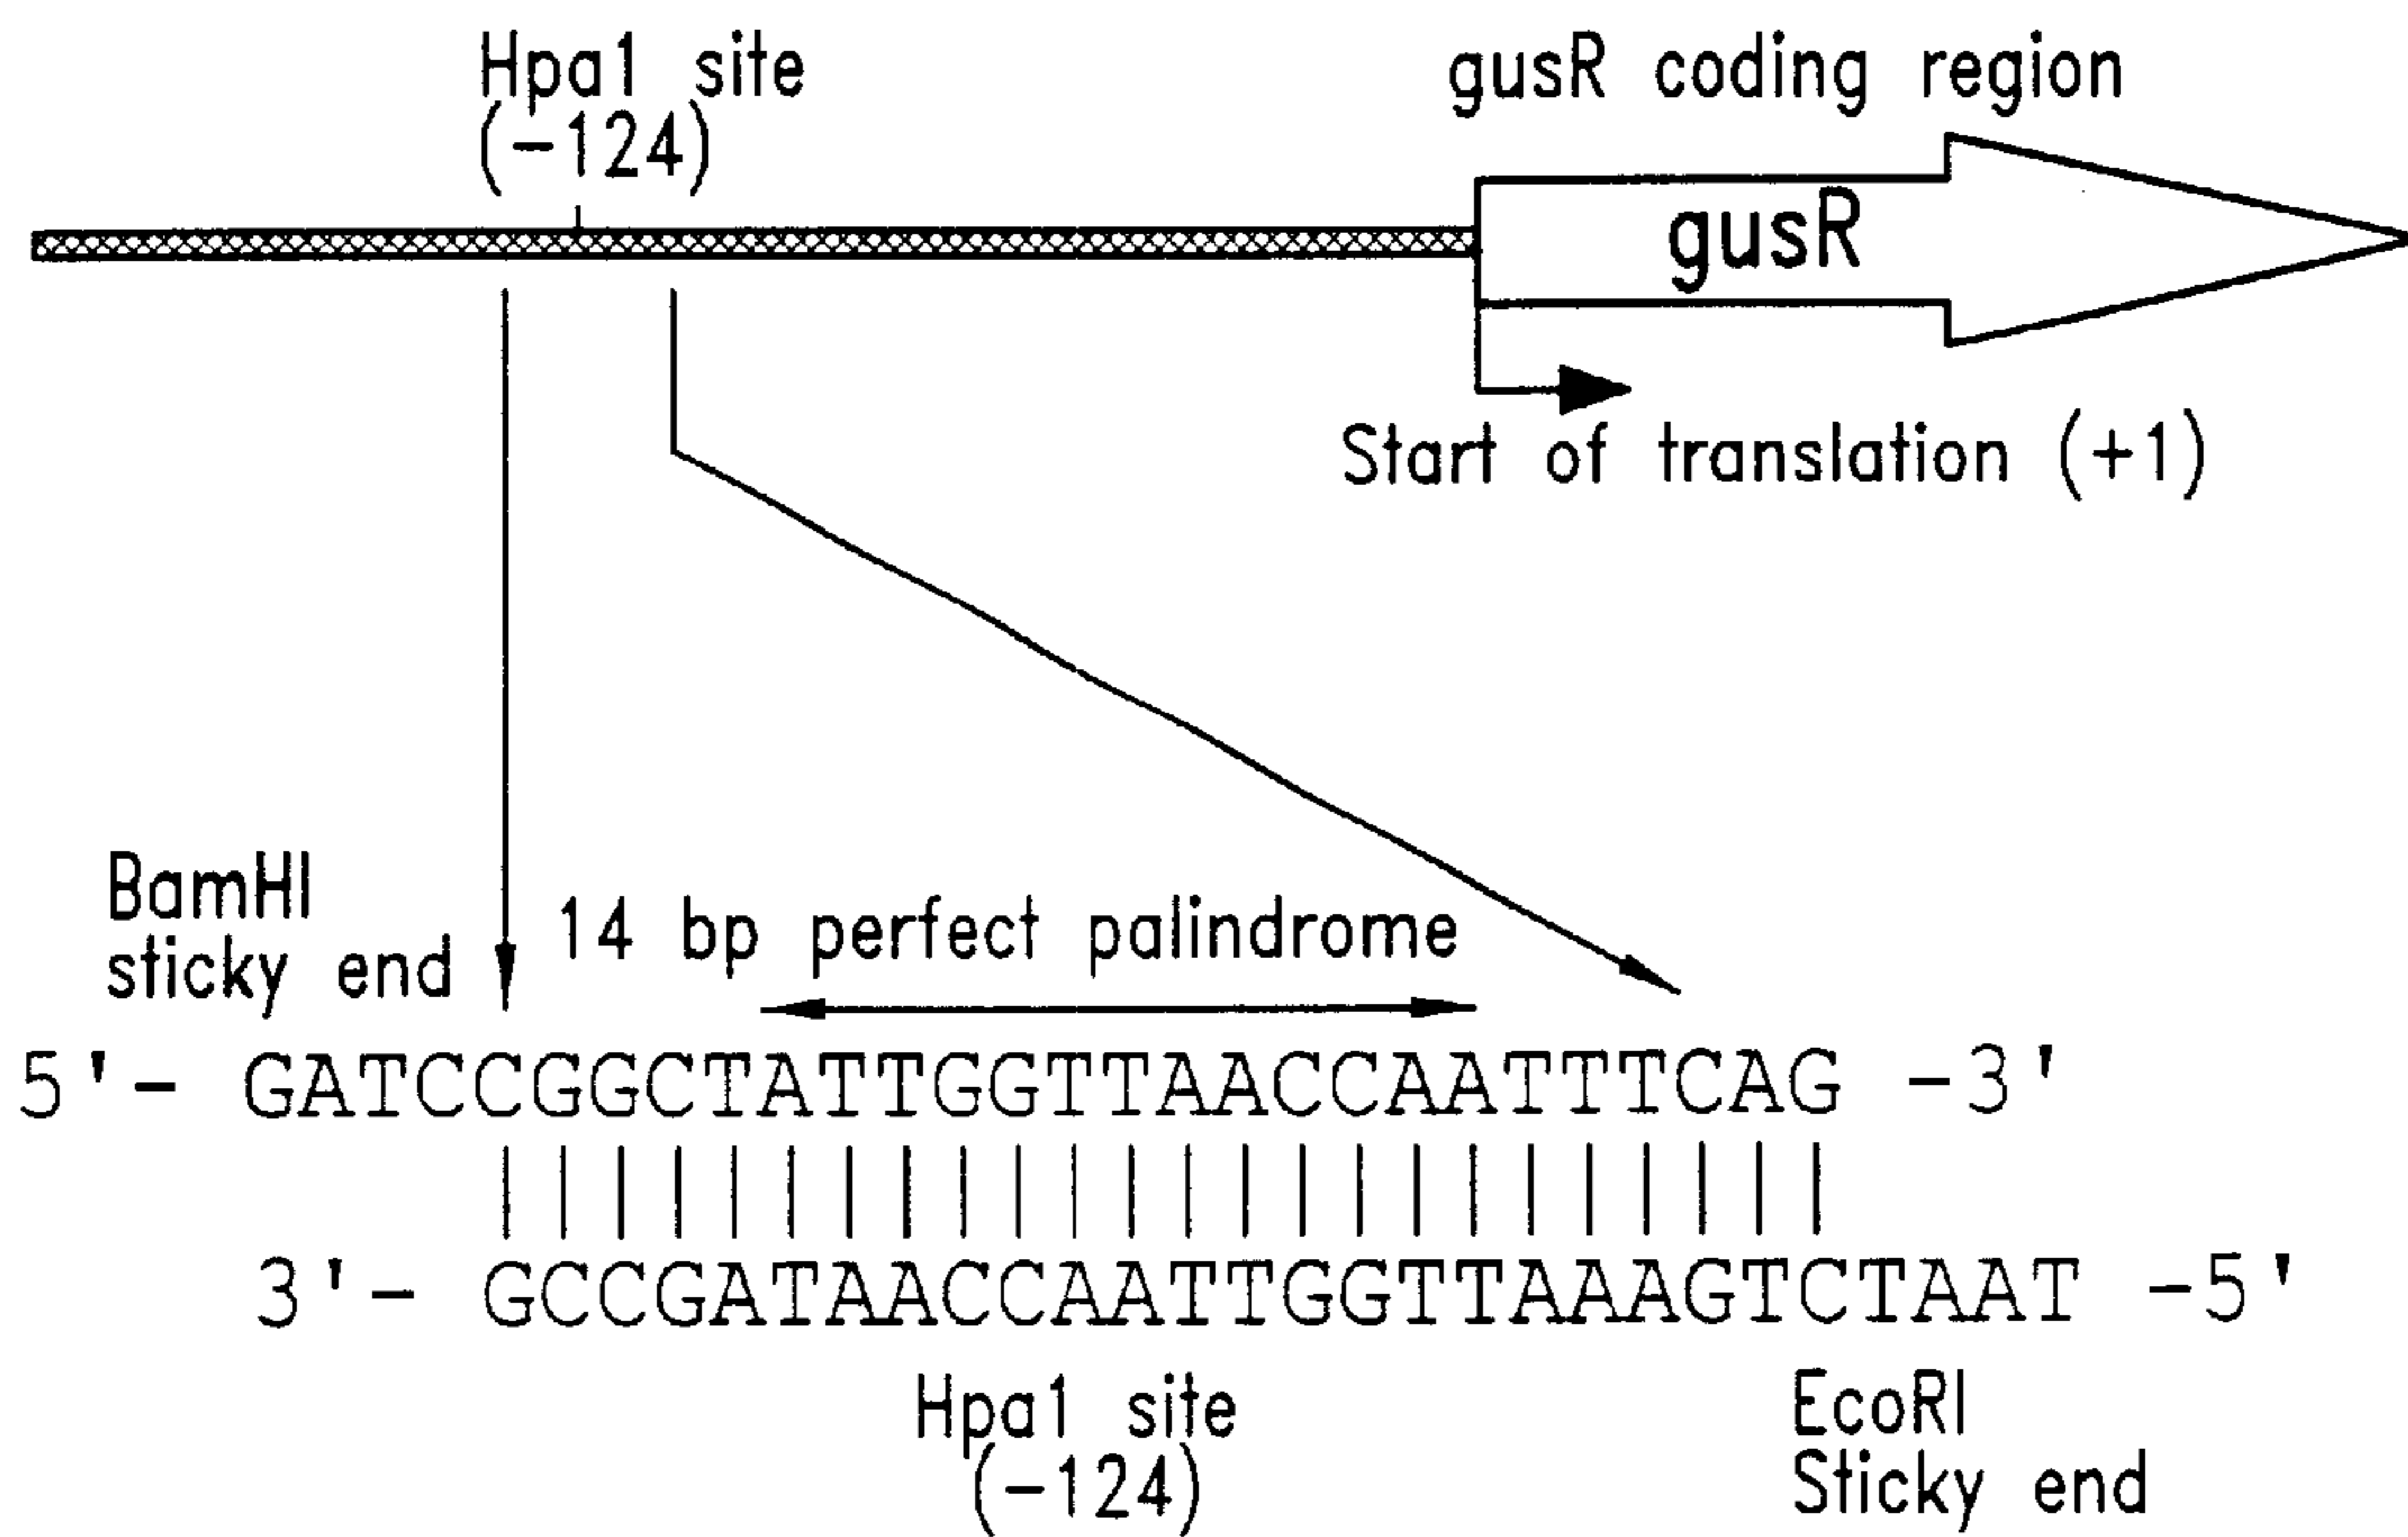 Hpa1 site
(-124)
gusR coding region
gusR
Start of translation (+1)
BamHI
sticky end
14 bp perfect palindrome
5'- GATCCGGCTATTGGTTAACCAATTTCAG -3'
3'- GCCGATAACCAATTGGTTAAAGTCTAAT -5'
Hpa1 site
(-124)
EcoRI
Sticky end